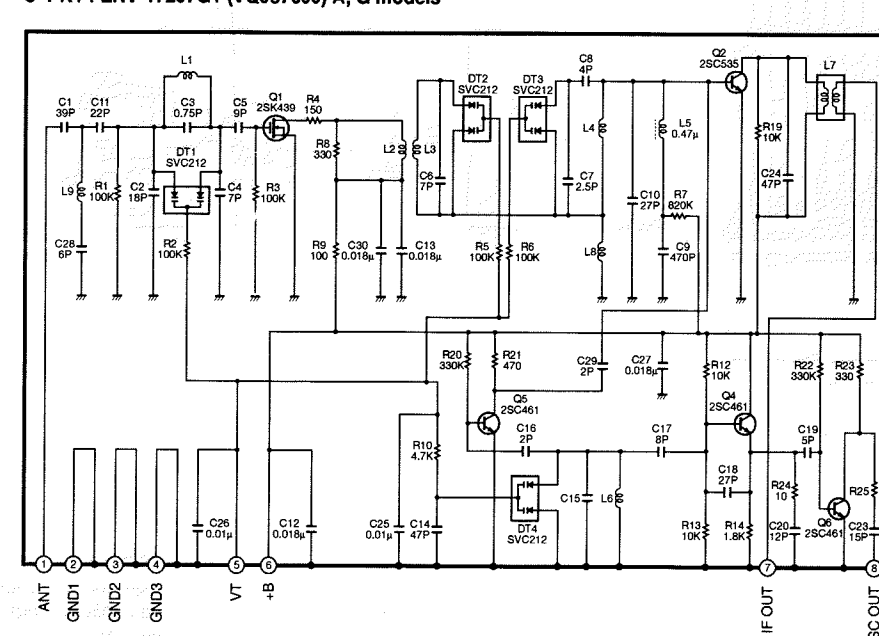 L1
C1
39P
C11
22P
C3
0.75P
C5
9P
Q1
2SK439
R4
150
R8
330
L2
L3
DT2
SVC212
DT3
SVC212
C8
4P
L4
L5
0.47μ
Q2
2SC535
L7
R19
10K
C24
47P
L9
R1
100K
C2
18P
DT1
SVC212
C4
7P
R3
100K
C6
7P
C7
2.5P
C10
27P
R7
820K
C28
6P
R2
100K
R9
100
C30
0.018μ
C13
0.018μ
R5
100K
R6
100K
L8
C9
470P
R20
330K
R21
470
C29
2P
C27
0.018μ
R12
10K
R22
330K
R23
330
Q5
2SC461
Q4
2SC461
R10
4.7K
C16
2P
C17
8P
C19
5P
C18
27P
R24
10
R25
C26
0.01μ
C12
0.018μ
C25
0.01μ
C14
47P
DT4
SVC212
C15
L6
R13
10K
R14
1.8K
C20
12P
Q6
2SC461
C23
15P
1
2
3
4
5
6
7
8
ANT
GND1
GND2
GND3
VT
+B
IF OUT
SC OUT